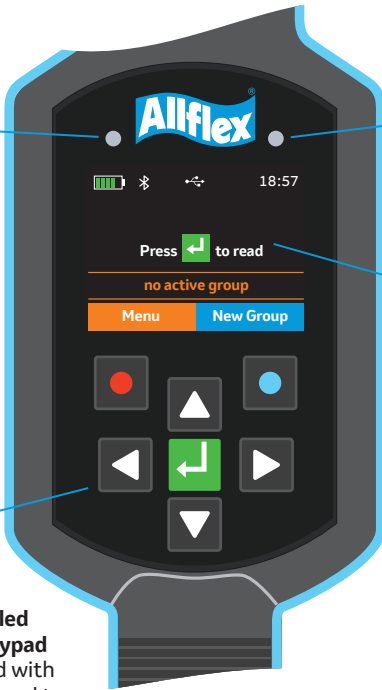 Allflex
®
18:57
Press to read
no active group
Menu New Group
led
ypad
d with